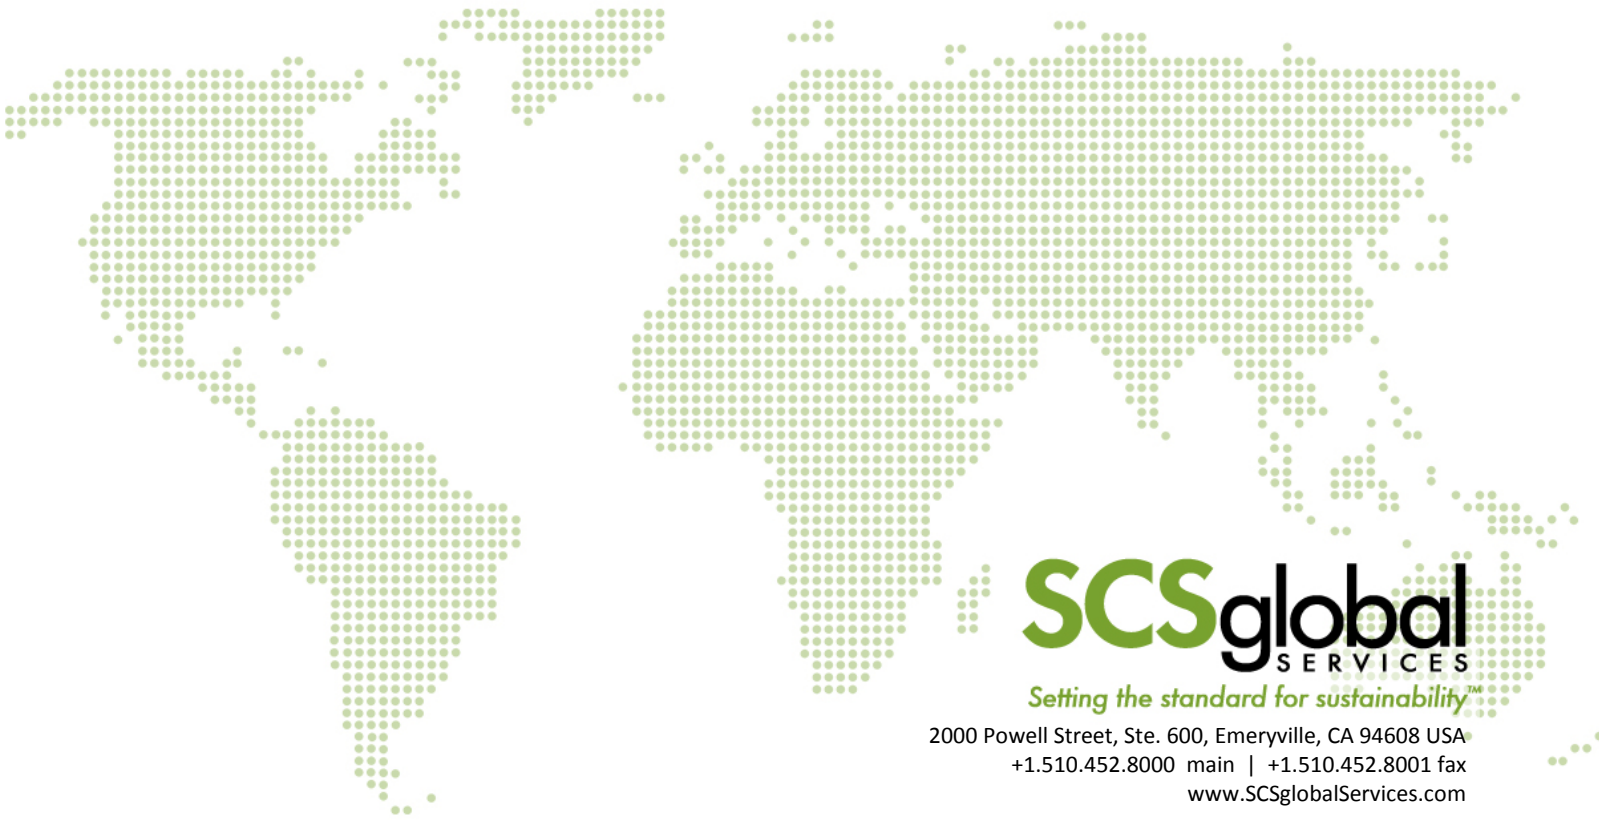 SCSglobal
SERVICES
Setting the standard for sustainability™
2000 Powell Street, Ste. 600, Emeryville, CA 94608 USA
+1.510.452.8000 main | +1.510.452.8001 fax
www.SCSglobalServices.com